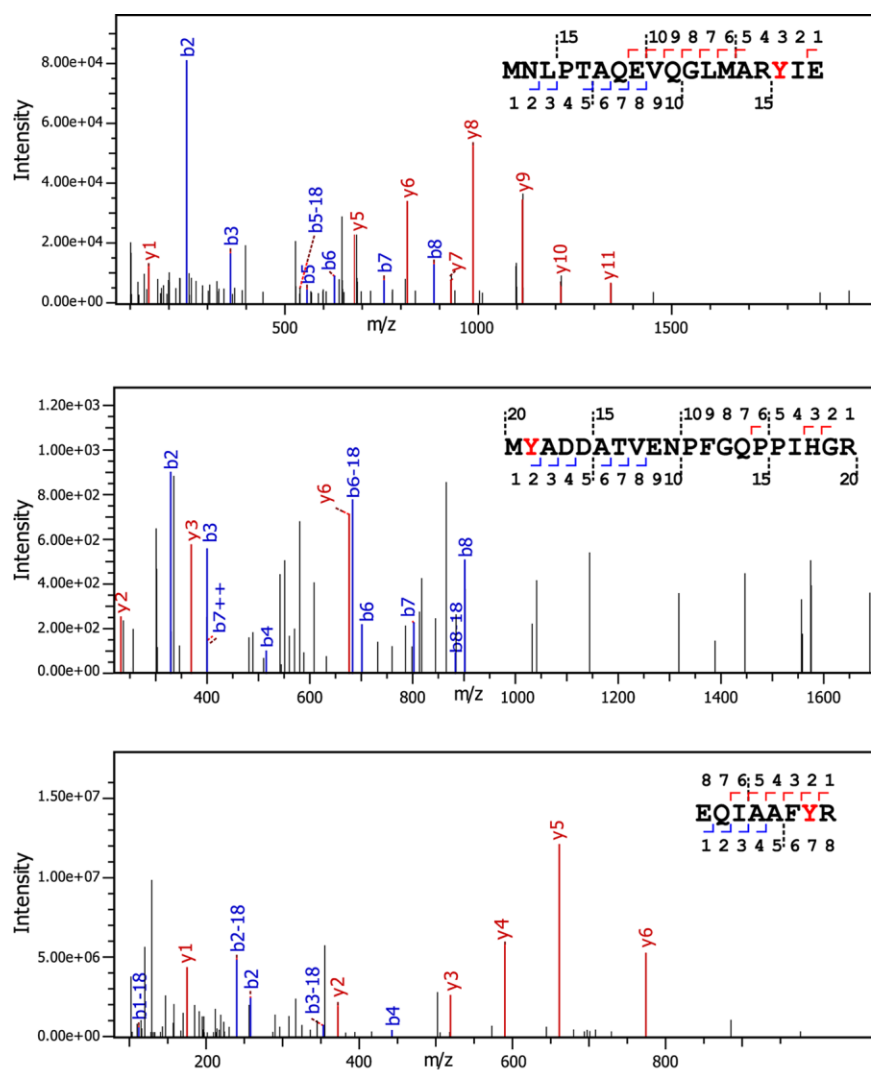 8.00e+04
6.00e+04
4.00e+04
2.00e+04
0.00e+00
Intensity
500
1000
1500
m/z
y1
b2
b3
b5-18
b5
b6
y5
b7
y6
b8
y7
y8
y9
y10
y11
15 10 9 8 7 6 5 4 3 2 1
MNLPTAQEVQGLMARYIE
1 2 3 4 5 6 7 8 9 10 15
1.20e+03
1.00e+03
8.00e+02
6.00e+02
4.00e+02
2.00e+02
0.00e+00
Intensity
400
600
800
1000
1200
1400
1600
m/z
y2
b2
y3
b3
b7++
b4
y6
b6-18
b6
b7
b8-18
b8
20 15 10 9 8 7 6 5 4 3 2 1
MYADDATVENPFGQPPIHGR
1 2 3 4 5 6 7 8 9 10 15 20
1.50e+07
1.00e+07
5.00e+06
0.00e+00
Intensity
200
400
600
800
m/z
b1-18
y1
b2-18
b2
b3-18
y2
b4
y3
y4
y5
y6
8 7 6 5 4 3 2 1
EQIAAFYR
1 2 3 4 5 6 7 8